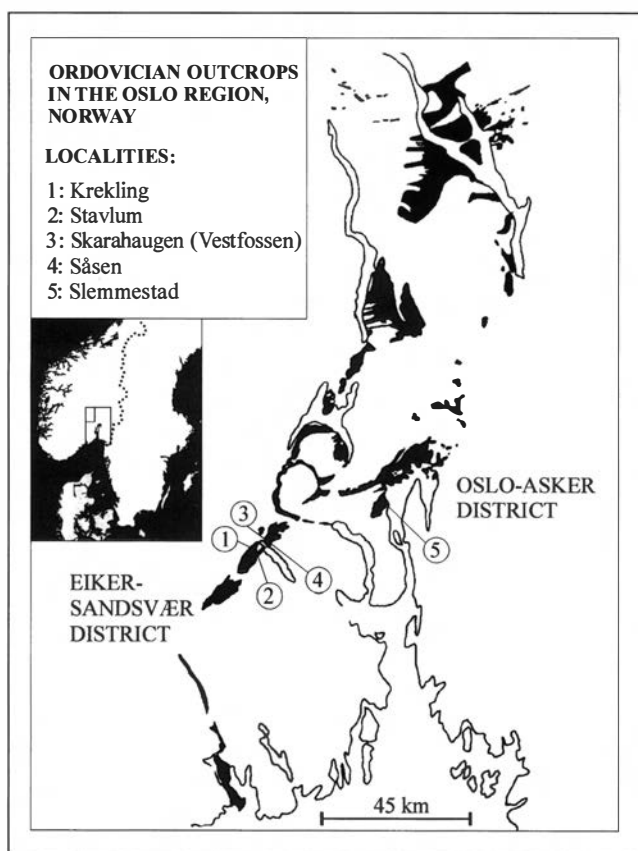 ORDOVICIAN OUTCROPS
IN THE OSLO REGION,
NORWAY
LOCALITIES:
1: Krekling
2: Stavlum
3: Skarahaugen (Vestfossen)
4: Såsen
5: Slemmestad
OSLO-ASKER
DISTRICT
3
1
5
4
2
EIKER-
SANDSVÆR
DISTRICT
45 km